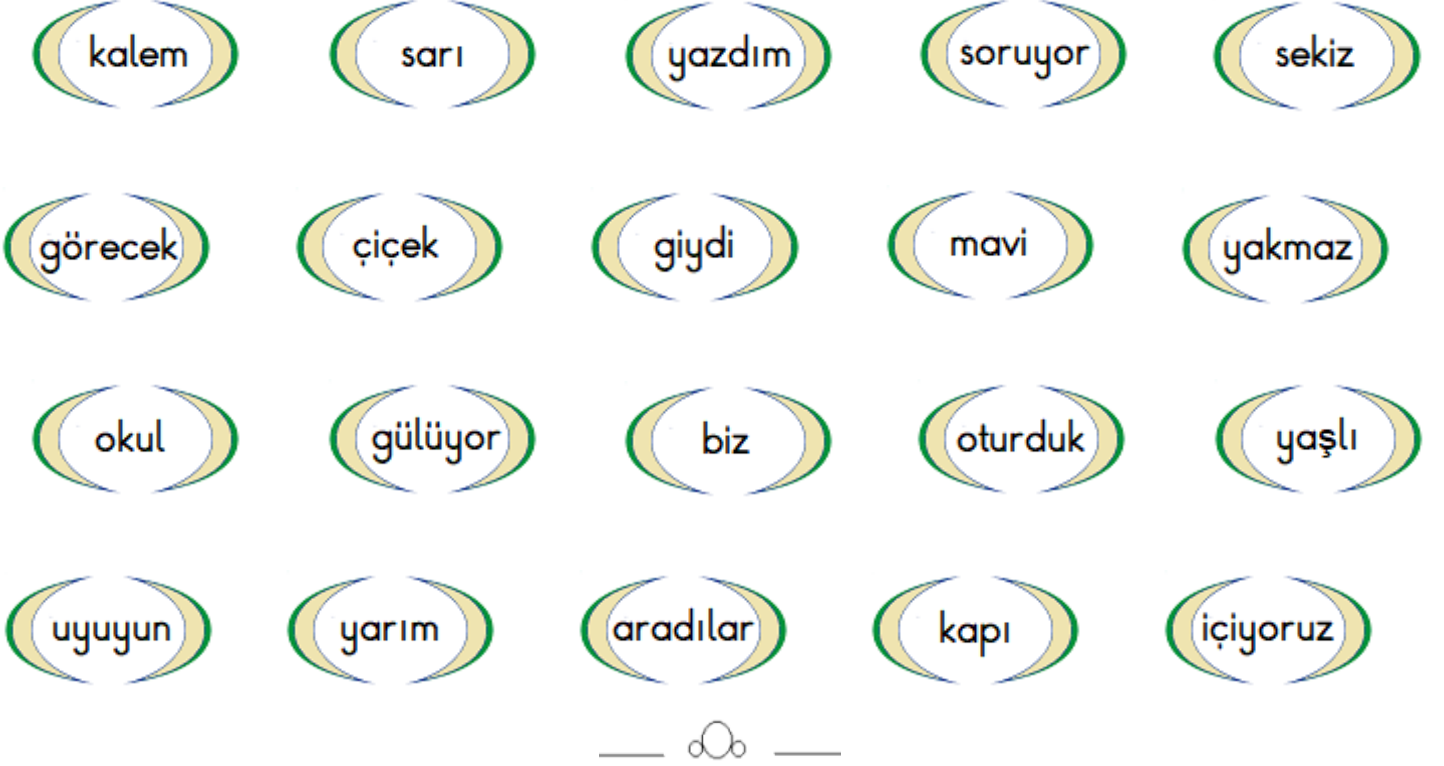 kalem sarı yazdım soruyor sekiz
görecek çiçek giydi mavi yakmaz
okul gülüyor biz oturduk yaşlı
uyuyun yarım aradılar kapı içiyoruz